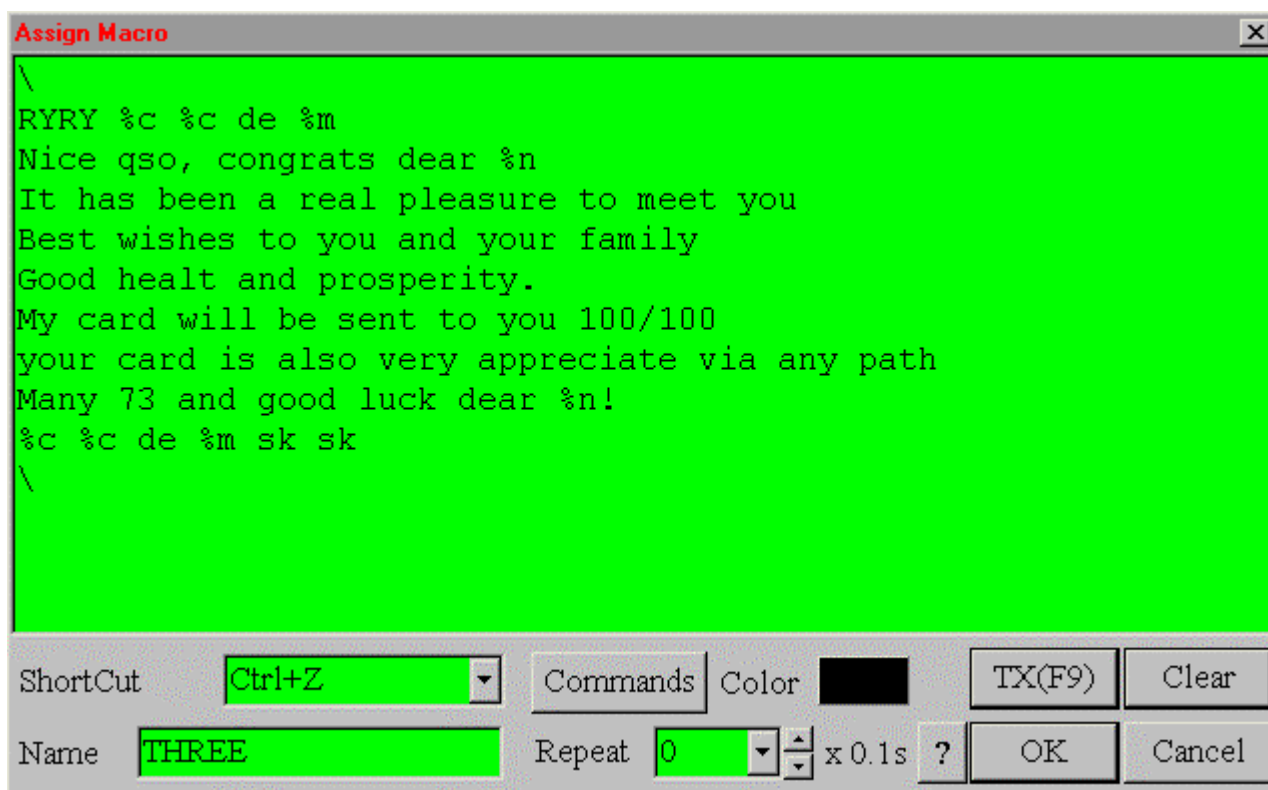 Assign Macro
\
RYRY %c %c de %m
Nice qso, congrats dear %n
It has been a real pleasure to meet you
Best wishes to you and your family
Good healt and prosperity.
My card will be sent to you 100/100
your card is also very appreciate via any path
Many 73 and good luck dear %n!
%c %c de %m sk sk
\
ShortCut Ctrl+Z Commands Color TX(F9) Clear
Name THREE Repeat 0 x 0.1s ? OK Cancel